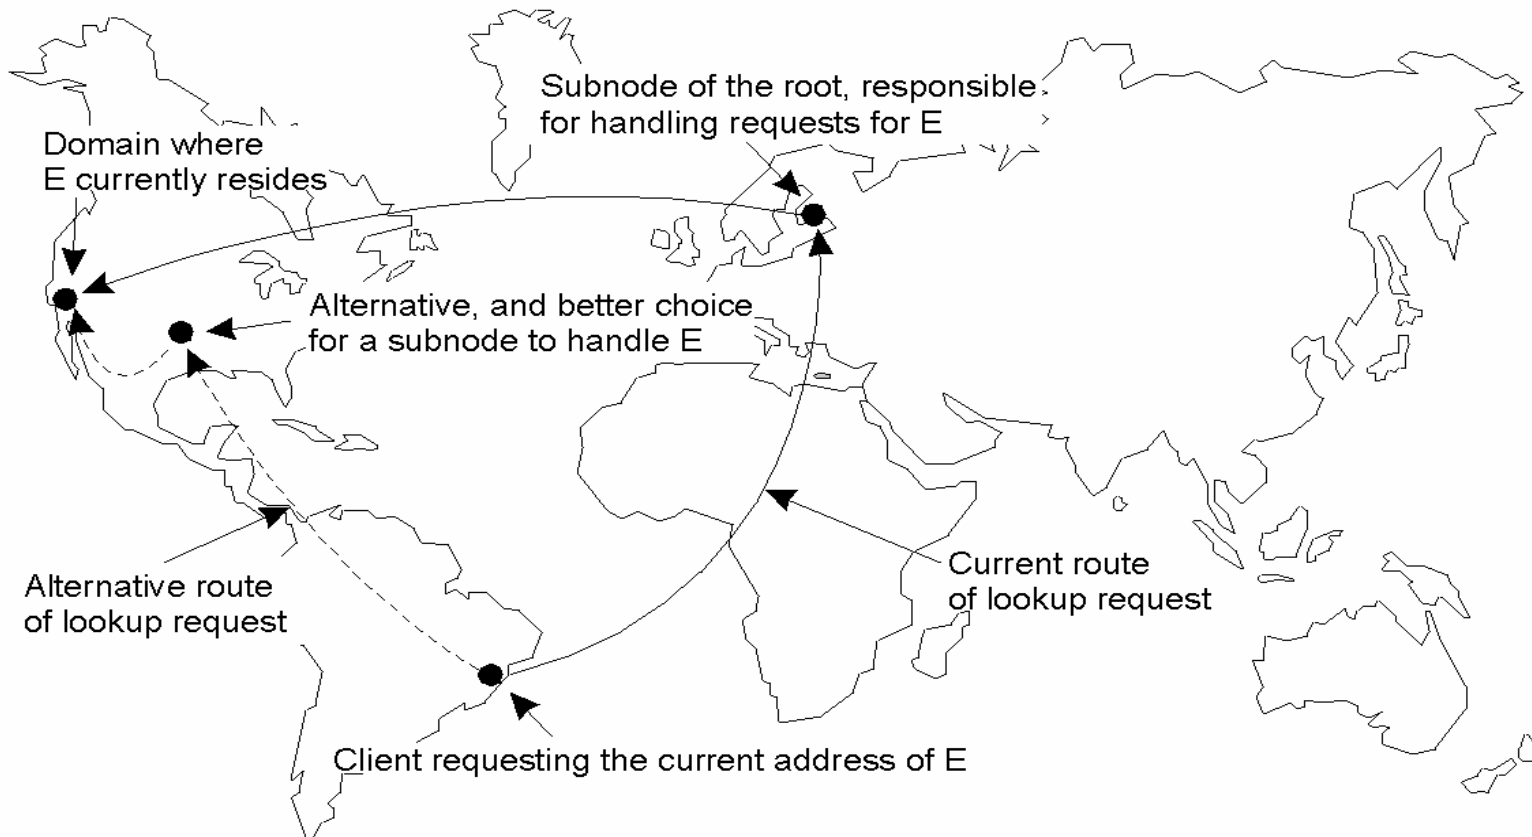 Subnode of the root, responsible
for handling requests for E
Domain where
E currently resides
Alternative, and better choice
for a subnode to handle E
Alternative route
of lookup request
Current route
of lookup request
Client requesting the current address of E